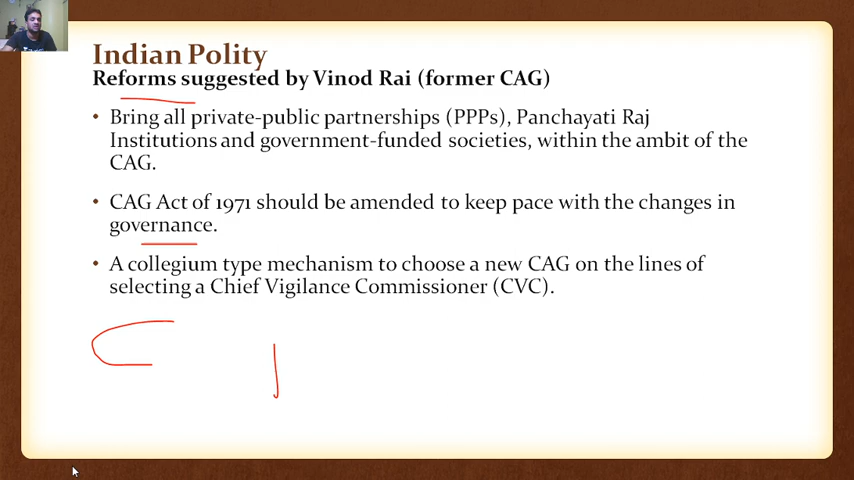 Indian Polity
Reforms suggested by Vinod Rai (former CAG)
• Bring all private-public partnerships (PPPs), Panchayati Raj
Institutions and government-funded societies, within the ambit of the
CAG.
• CAG Act of 1971 should be amended to keep pace with the changes in
governance.
• A collegium type mechanism to choose a new CAG on the lines of
selecting a Chief Vigilance Commissioner (CVC).